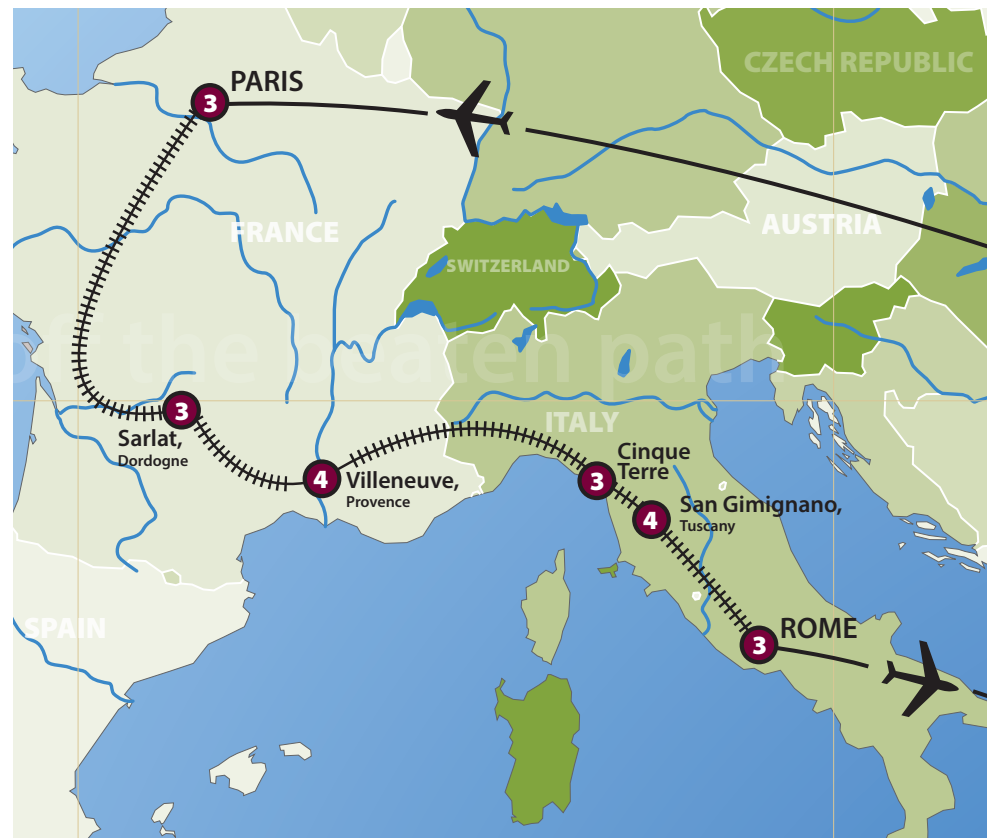 CZECH REPUBLIC
3
PARIS
FRANCE
AUSTRIA
SWITZERLAND
off the beaten path
3
Sarlat,
Dordogne
ITALY
Cinque
Terre
3
4
Villeneuve,
Provence
4
San Gimignano,
Tuscany
SPAIN
3
ROME